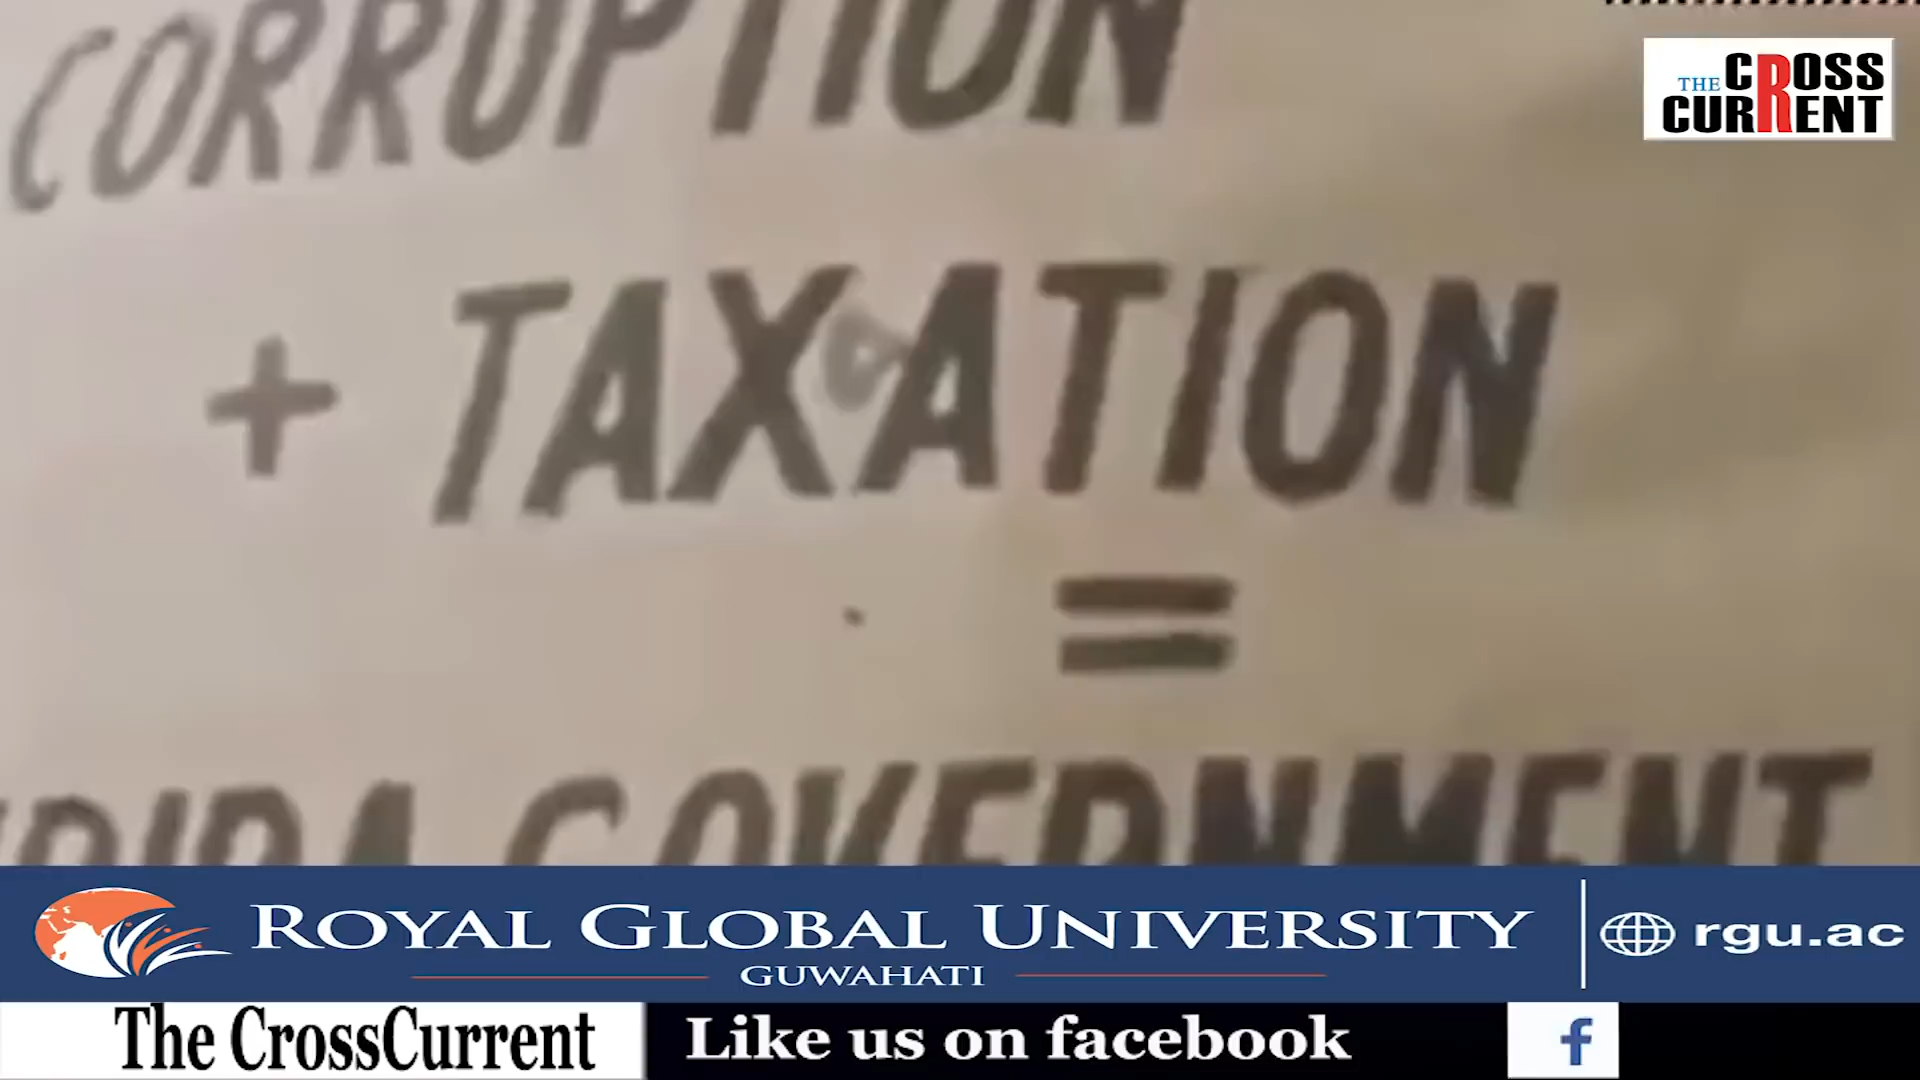 CORRUPTION
THE CROSS
CURRENT
+ TAXATION
=
GOVERNMENT
ROYAL GLOBAL UNIVERSITY
GUWAHATI
rgu.ac
The CrossCurrent
Like us on facebook
f